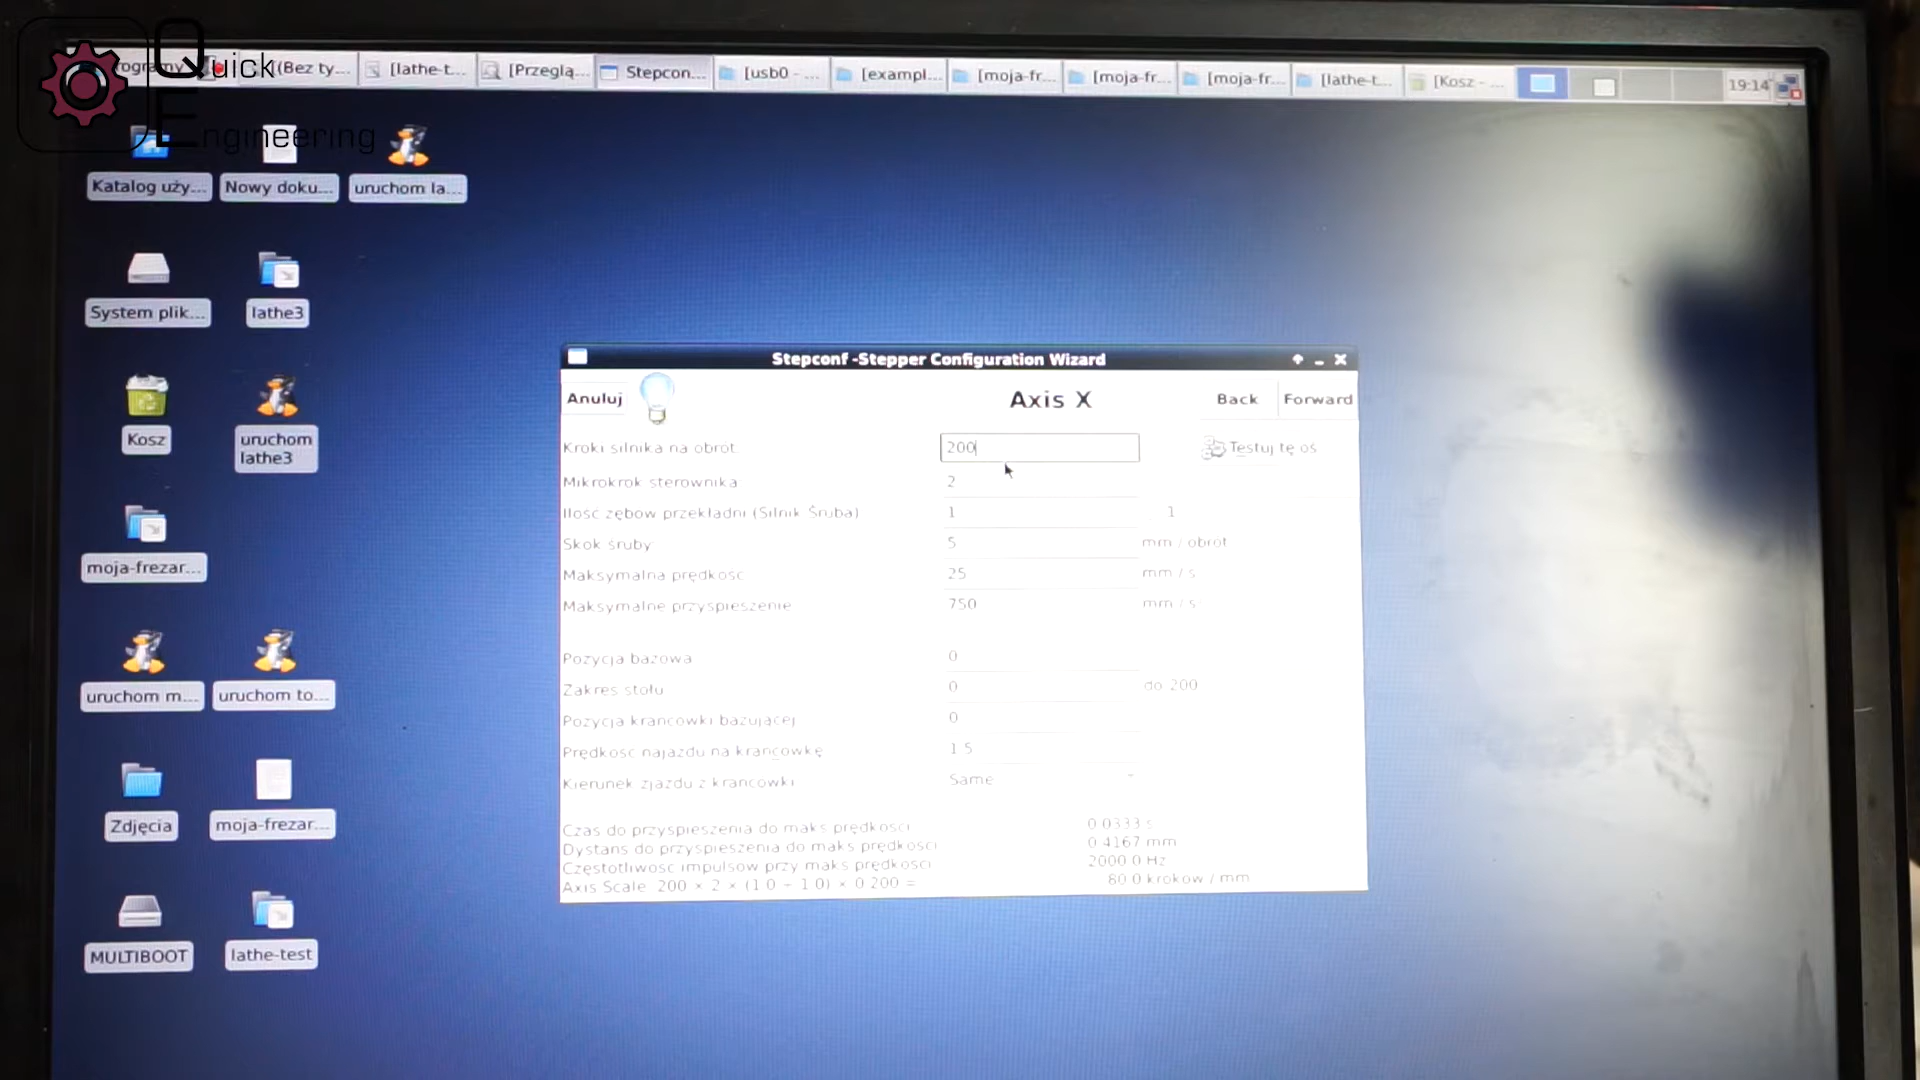 Quick
Engineering
(Bez ty...
[lathe-t...
[Przeglą...
Stepcon...
[usb0 - ...
[exampl...
[moja-fr...
[moja-fr...
[moja-fr...
[lathe-t...
[Kosz - ...
19:14
Katalog uży...
Nowy doku...
uruchom la...
System plik...
lathe3
Kosz
uruchom
lathe3
moja-frezar...
uruchom m...
uruchom to...
Zdjęcia
moja-frezar...
MULTIBOOT
lathe-test
Stepconf -Stepper Configuration Wizard
Anuluj
Axis X
Back
Forward
Kroki silnika na obrot
200
Testuj tę oś
Mikrokrok sterownika
2
Ilość zębów przekładni (Silnik Śruba)
1
1
Skok śruby
5
mm / obrót
Maksymalna prędkość
25
mm / s
Maksymalne przyspieszenie
750
mm / s
Pozycja bazowa
0
Zakres stołu
0
do 200
Pozycja krańcówki bazującej
0
Prędkość najazdu na krańcówkę
1 5
Kierunek zjazdu z krańcówki
Same
Czas do przyspieszenia do maks prędkości
0 0333 s
Dystans do przyspieszenia do maks prędkości
0 4167 mm
Częstotliwość impulsów przy maks prędkości
2000 0 Hz
Axis Scale 200 × 2 × (1 0 ÷ 1 0) × 0 200 =
80 0 kroków / mm